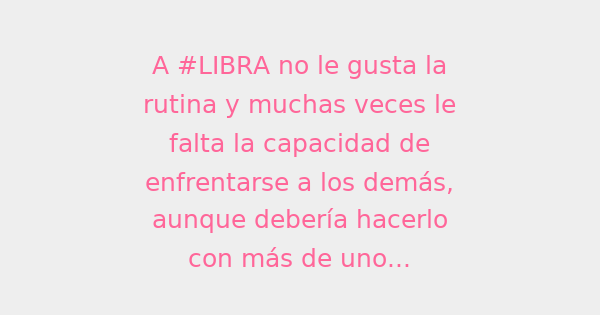 A #LIBRA no le gusta la
rutina y muchas veces le
falta la capacidad de
enfrentarse a los demás,
aunque debería hacerlo
con más de uno...